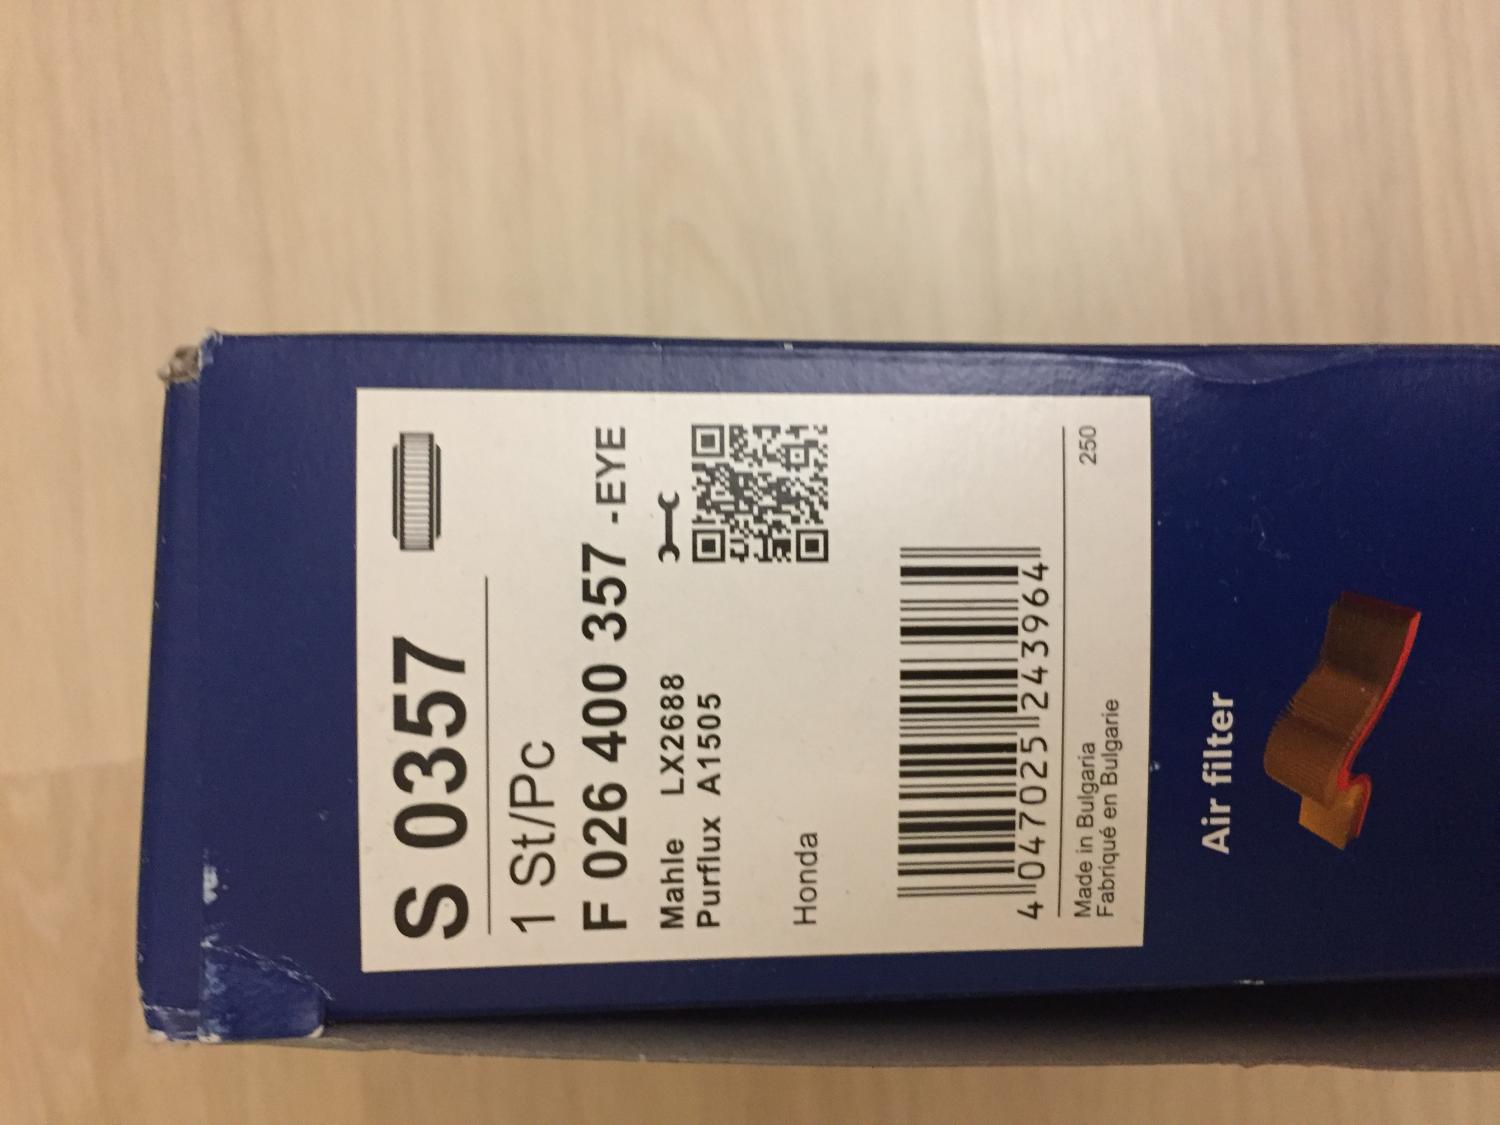 S 0357
1 St/Pc
F 026 400 357 -EYE
Mahle LX2688
Purflux A1505
Honda
4 047025 243964
Made in Bulgaria
Fabriqué en Bulgarie
250
Air filter